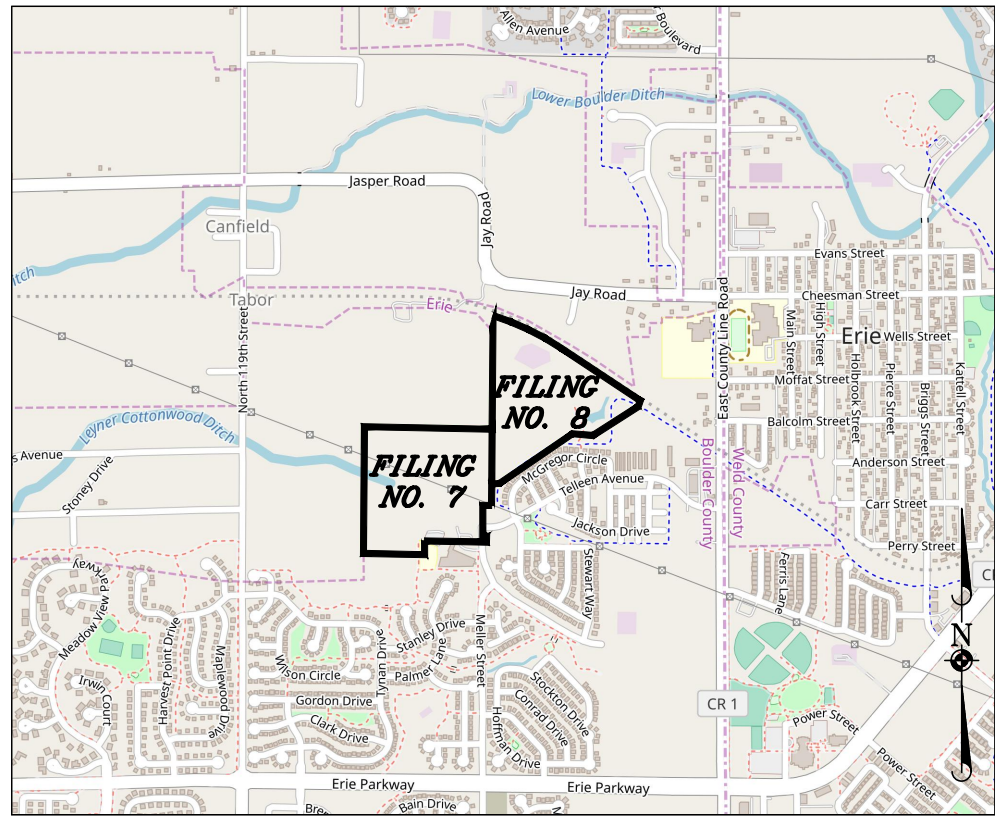 Allen Avenue
r Boulevard
Lower Boulder Ditch
Jasper Road
Jay Road
Canfield
Evans Street
itch
Tabor
Jay Road
Cheesman Street
Erie
North 119th Street
East County Line Road
Main Street
High Street
Erie
Wells Street
Holbrook Street
Pierce Street
Briggs Street
Kattell Street
FILING
NO. 8
Moffat Street
Leyner Cottonwood Ditch
Balcolm Street
s Avenue
Stoney Drive
FILING
NO. 7
McGregor Circle
Telleen Avenue
Boulder County
Weld County
Anderson Street
Carr Street
Jackson Drive
Perry Street
Meadow View Parkway
Stewart Way
Ferris Lane
CR
N
Harvest Point Drive
Maplewood Drive
Stanley Drive
Meller Street
Tynan Drive
Wison Circle
Palmer Lane
Irwin Court
Gordon Drive
Stockton Drive
Conrad Drive
CR 1
Clark Drive
Hoffman Drive
Power Street
Power Street
Erie Parkway
Erie Parkway
Bren
Bain Drive
N